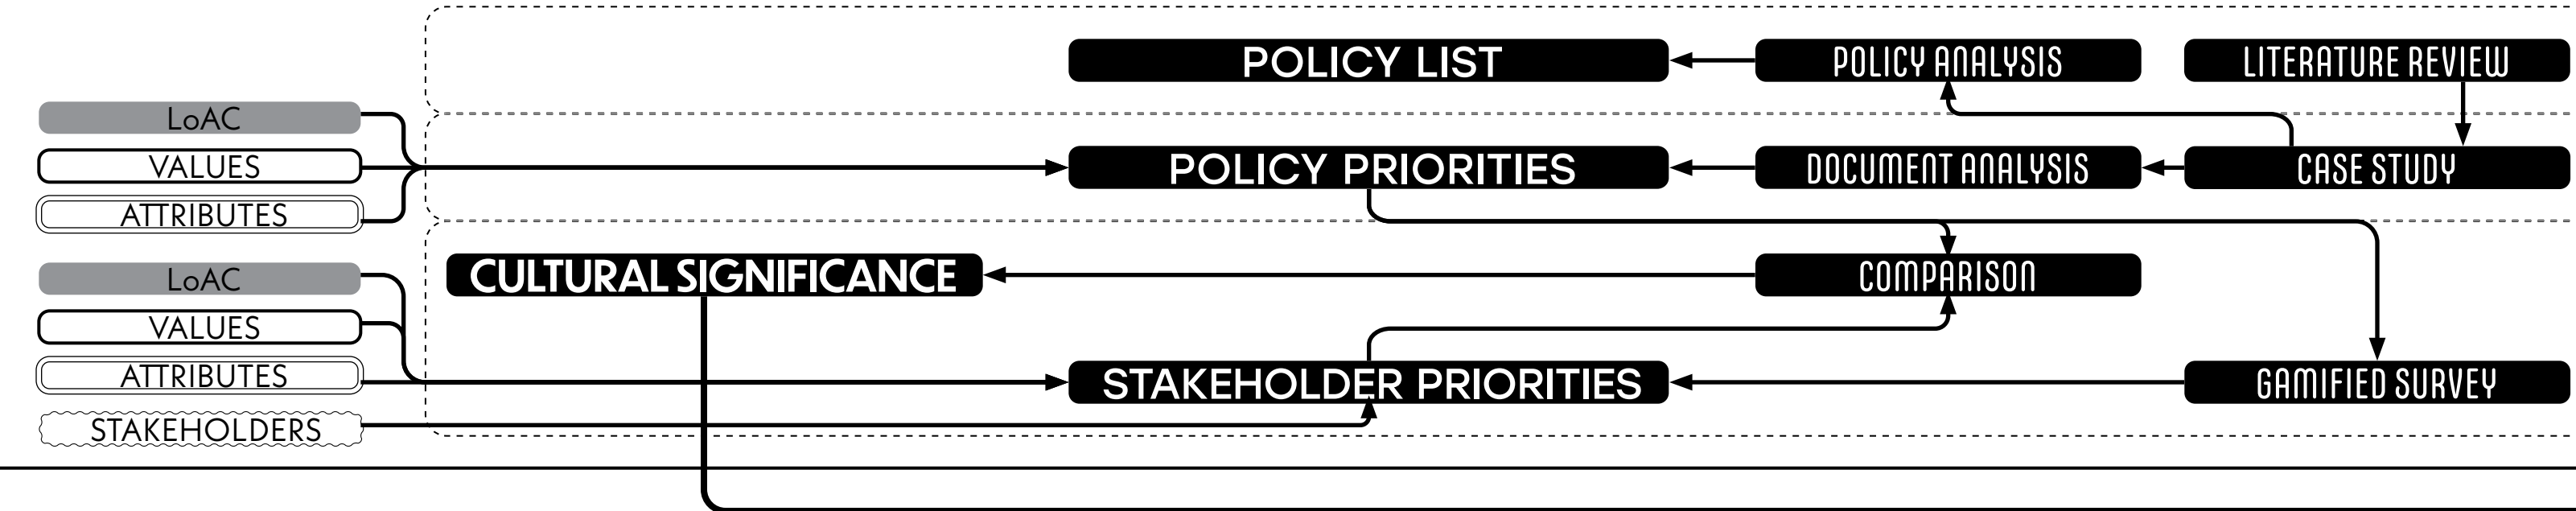 POLICY LIST
POLICY ANALYSIS
LITERATURE REVIEW
LoAC
VALUES
ATTRIBUTES
POLICY PRIORITIES
DOCUMENT ANALYSIS
CASE STUDY
LoAC
VALUES
ATTRIBUTES
STAKEHOLDERS
CULTURAL SIGNIFICANCE
COMPARISON
STAKEHOLDER PRIORITIES
GAMIFIED SURVEY